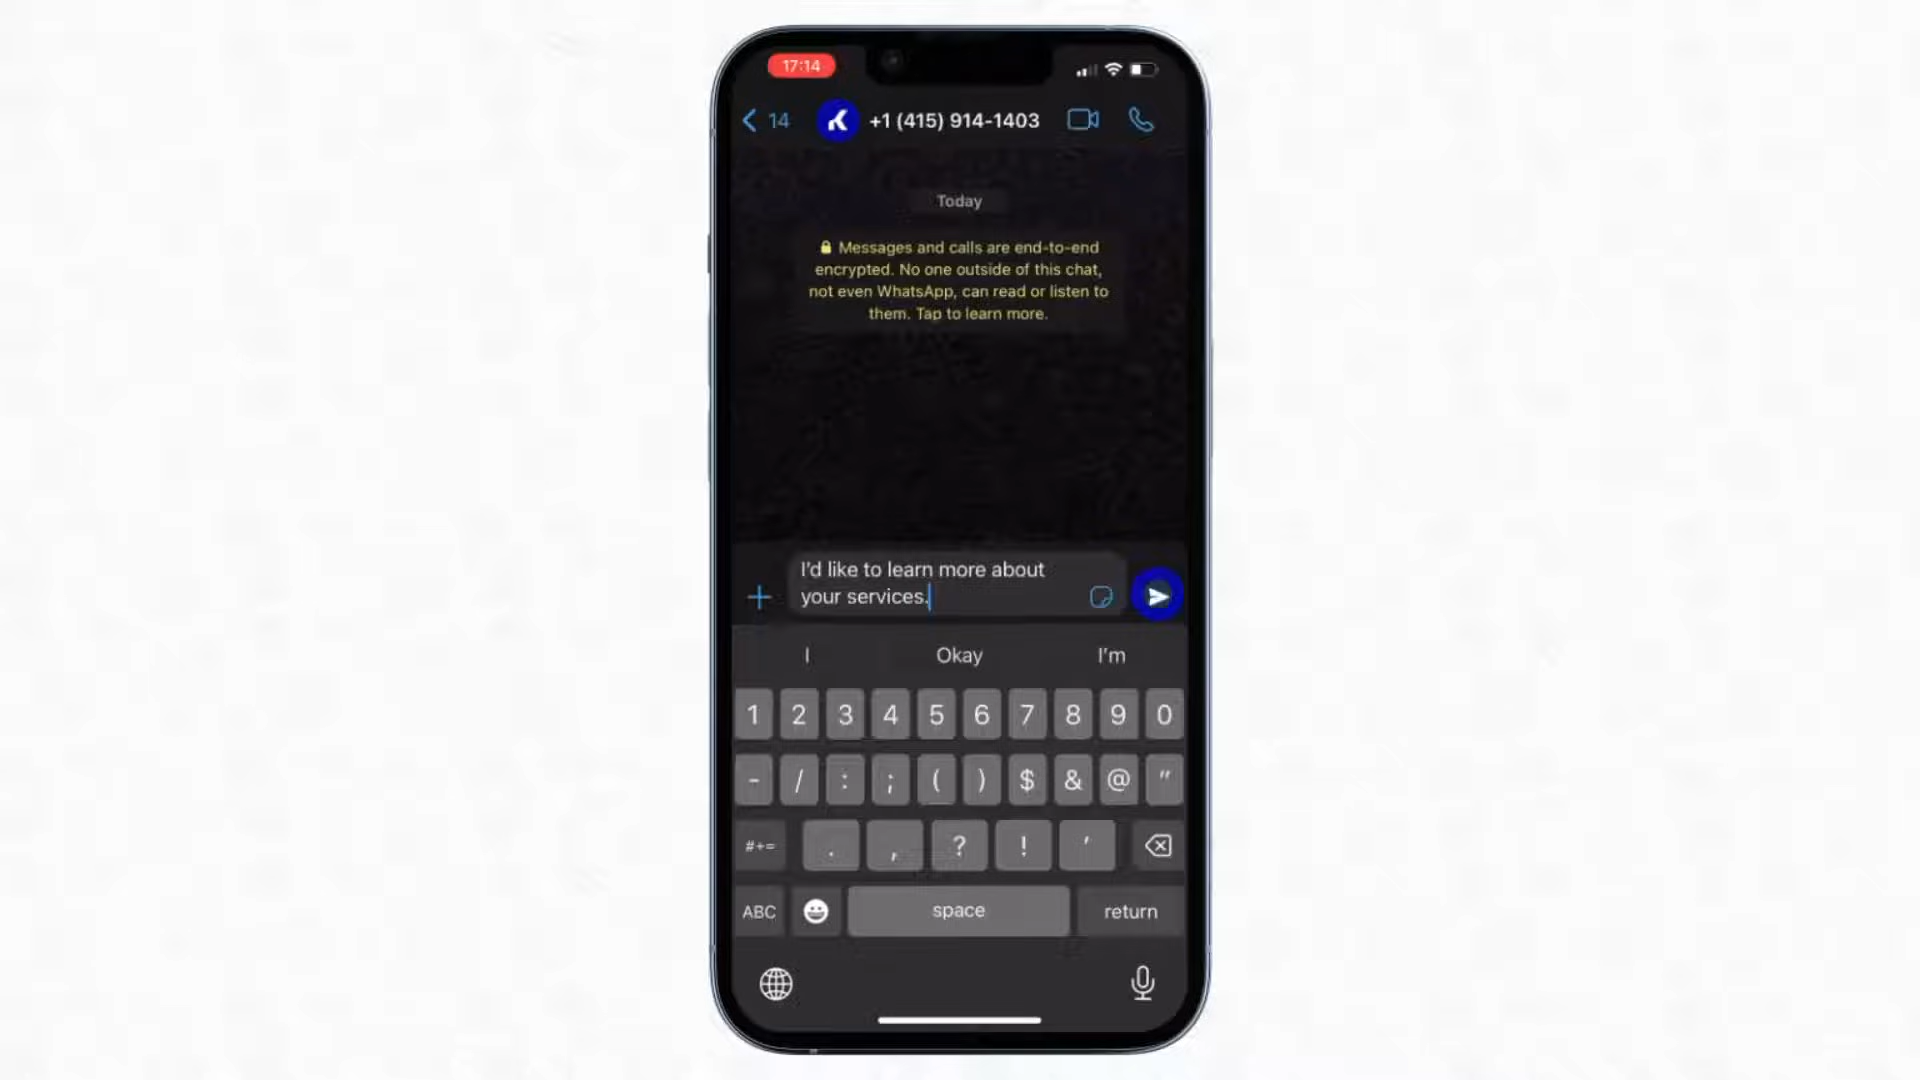 17:14
14 +1 (415) 914-1403
Today
Messages and calls are end-to-end
encrypted. No one outside of this chat,
not even WhatsApp, can read or listen to
them. Tap to learn more.
I'd like to learn more about
your services.
I Okay I'm
1 2 3 4 5 6 7 8 9 0
- / : ; ( ) $ & @ "
#+= . , ? ! '
ABC space return